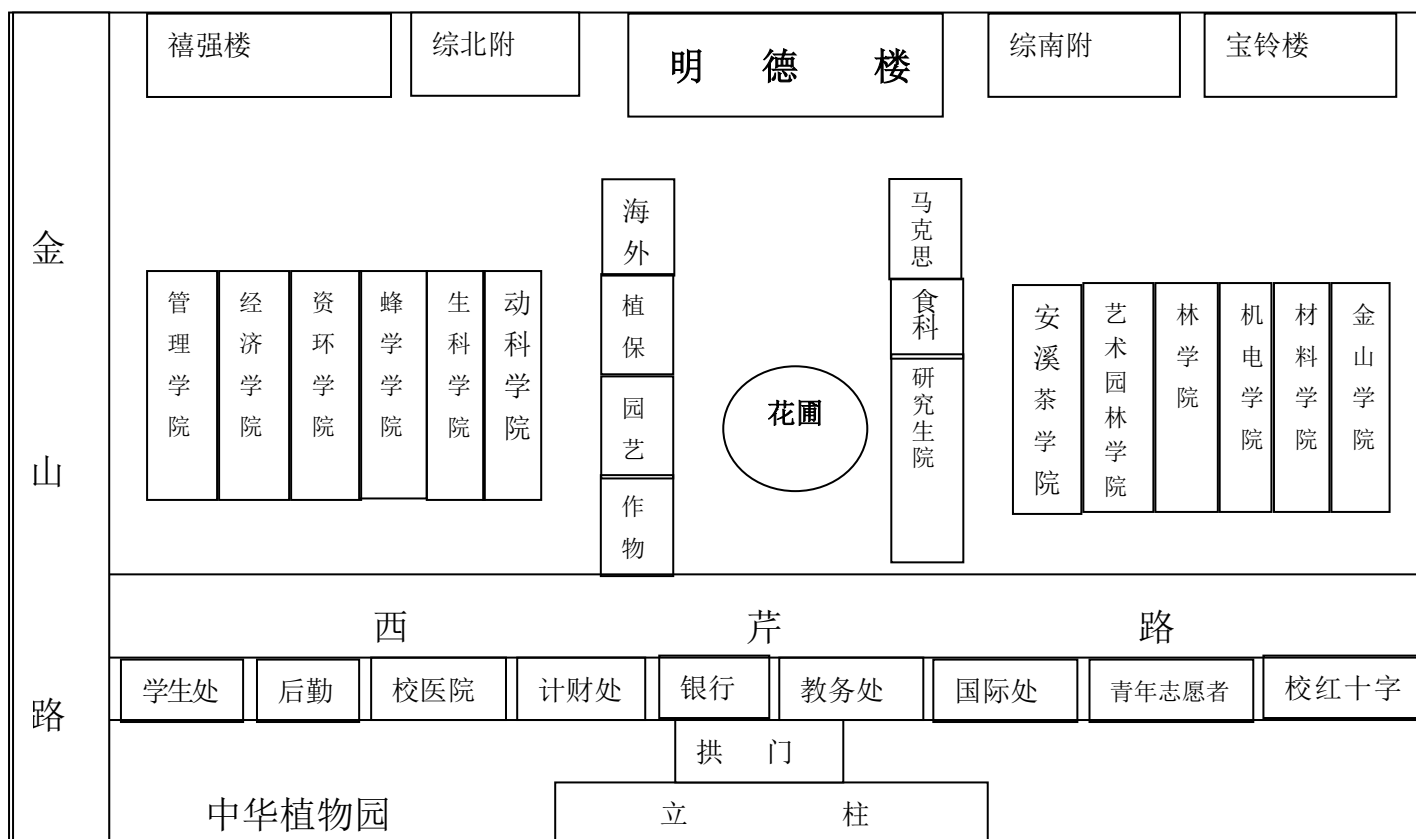 禧强楼
综北附
明 德 楼
综南附
宝铃楼
金山路
海外
植保
园艺
作物
马克思
食科
研究生院
花圃
管理学院
经济学院
资环学院
蜂学院
生科学院
动科学院
安溪茶学院
艺术园林学院
林学院
机电学院
材料学院
金山学院
西 芹 路
学生处
后勤
校医院
计财处
银行
教务处
国际处
青年志愿者
校红十字
拱 门
中华植物园
立 柱